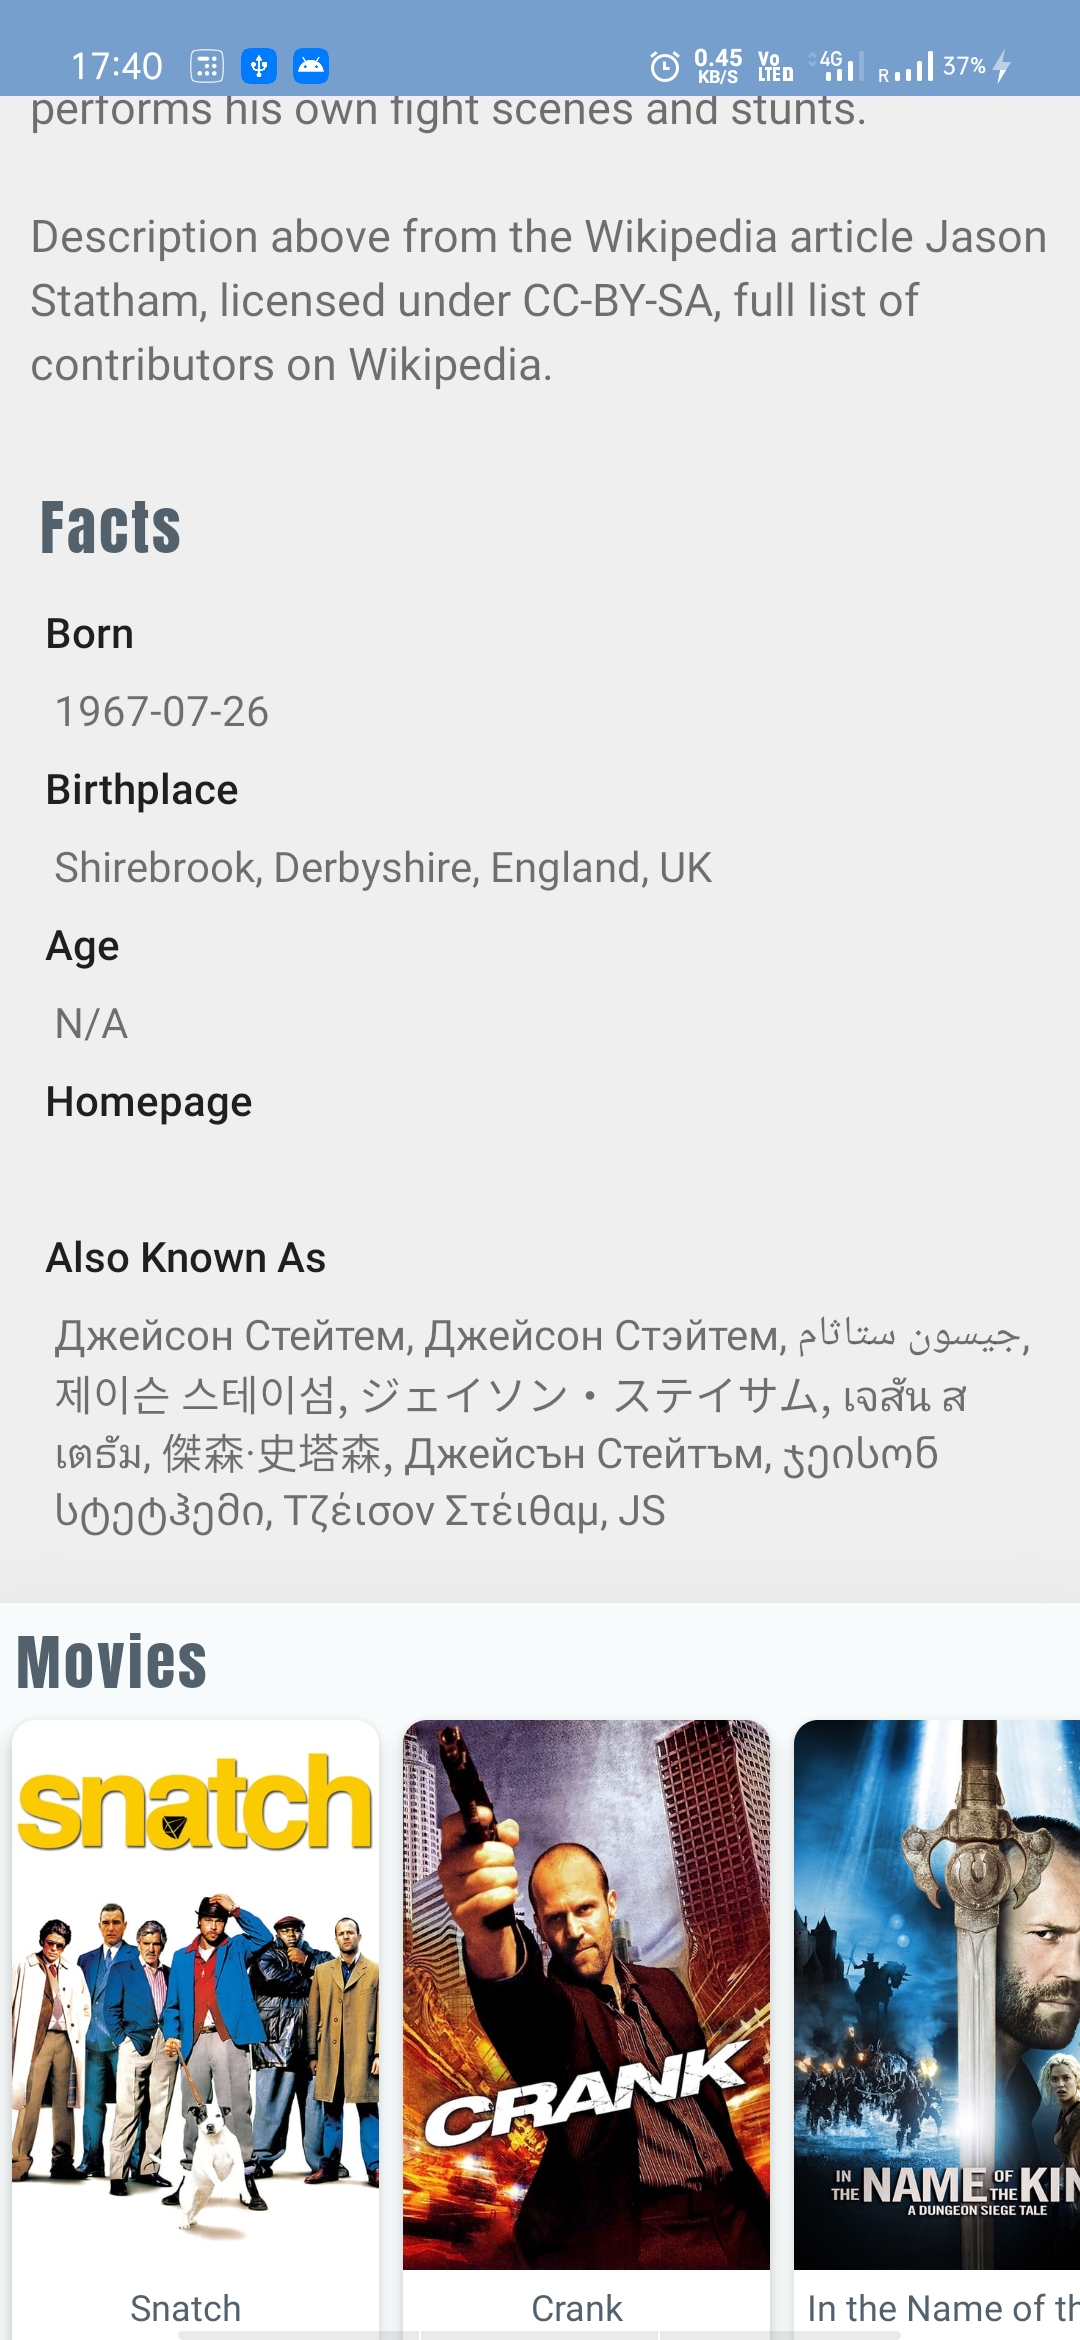 17:40 0.45 KB/S Vo LTED 4G R 37%
performs his own fight scenes and stunts.
Description above from the Wikipedia article Jason
Statham, licensed under CC-BY-SA, full list of
contributors on Wikipedia.
Facts
Born
1967-07-26
Birthplace
Shirebrook, Derbyshire, England, UK
Age
N/A
Homepage
Also Known As
Джейсон Стейтем, Джейсон Стэйтем, جيسون ستاثام,
제이슨 스테이섬, ジェイソン・ステイサム, เจสัน ส
เตธัม, 傑森·史塔森, Джейсън Стейтъм, ჯეისონ
სტეტჰემი, Τζέισον Στέιθαμ, JS
Movies
snatch
CRANK
IN THE NAME OF THE KIN
A DUNGEON SIEGE TALE
Snatch
Crank
In the Name of th